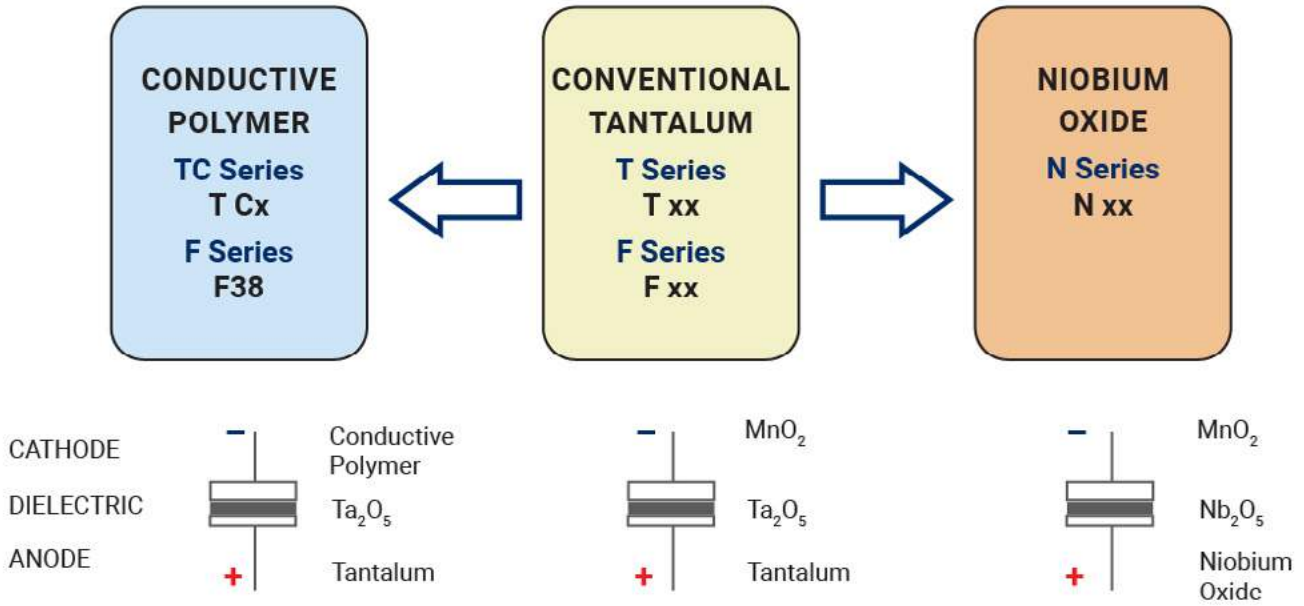 CONDUCTIVE
POLYMER
TC Series
T Cx
F Series
F38
CONVENTIONAL
TANTALUM
T Series
T xx
F Series
F xx
NIOBIUM
OXIDE
N Series
N xx
CATHODE
DIELECTRIC
ANODE
−
Conductive
Polymer
Ta₂O₅
+
Tantalum
−
MnO₂
Ta₂O₅
+
Tantalum
−
MnO₂
Nb₂O₅
+
Niobium
Oxide